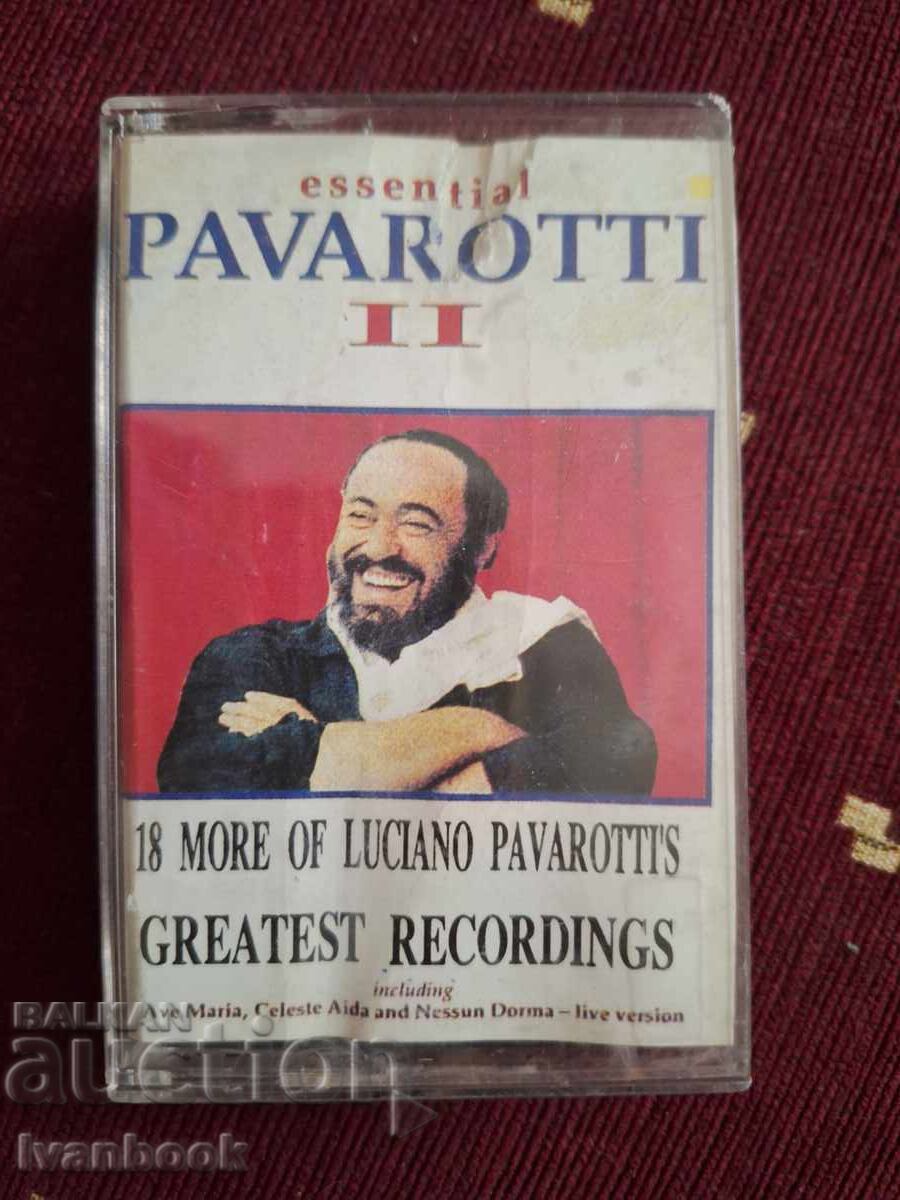 essential
PAVAROTTI
II
18 MORE OF LUCIANO PAVAROTTI'S
GREATEST RECORDINGS
including
Ave Maria, Celeste Aida and Nessun Dorma – live version
BALKAN
auction
Ivanbook